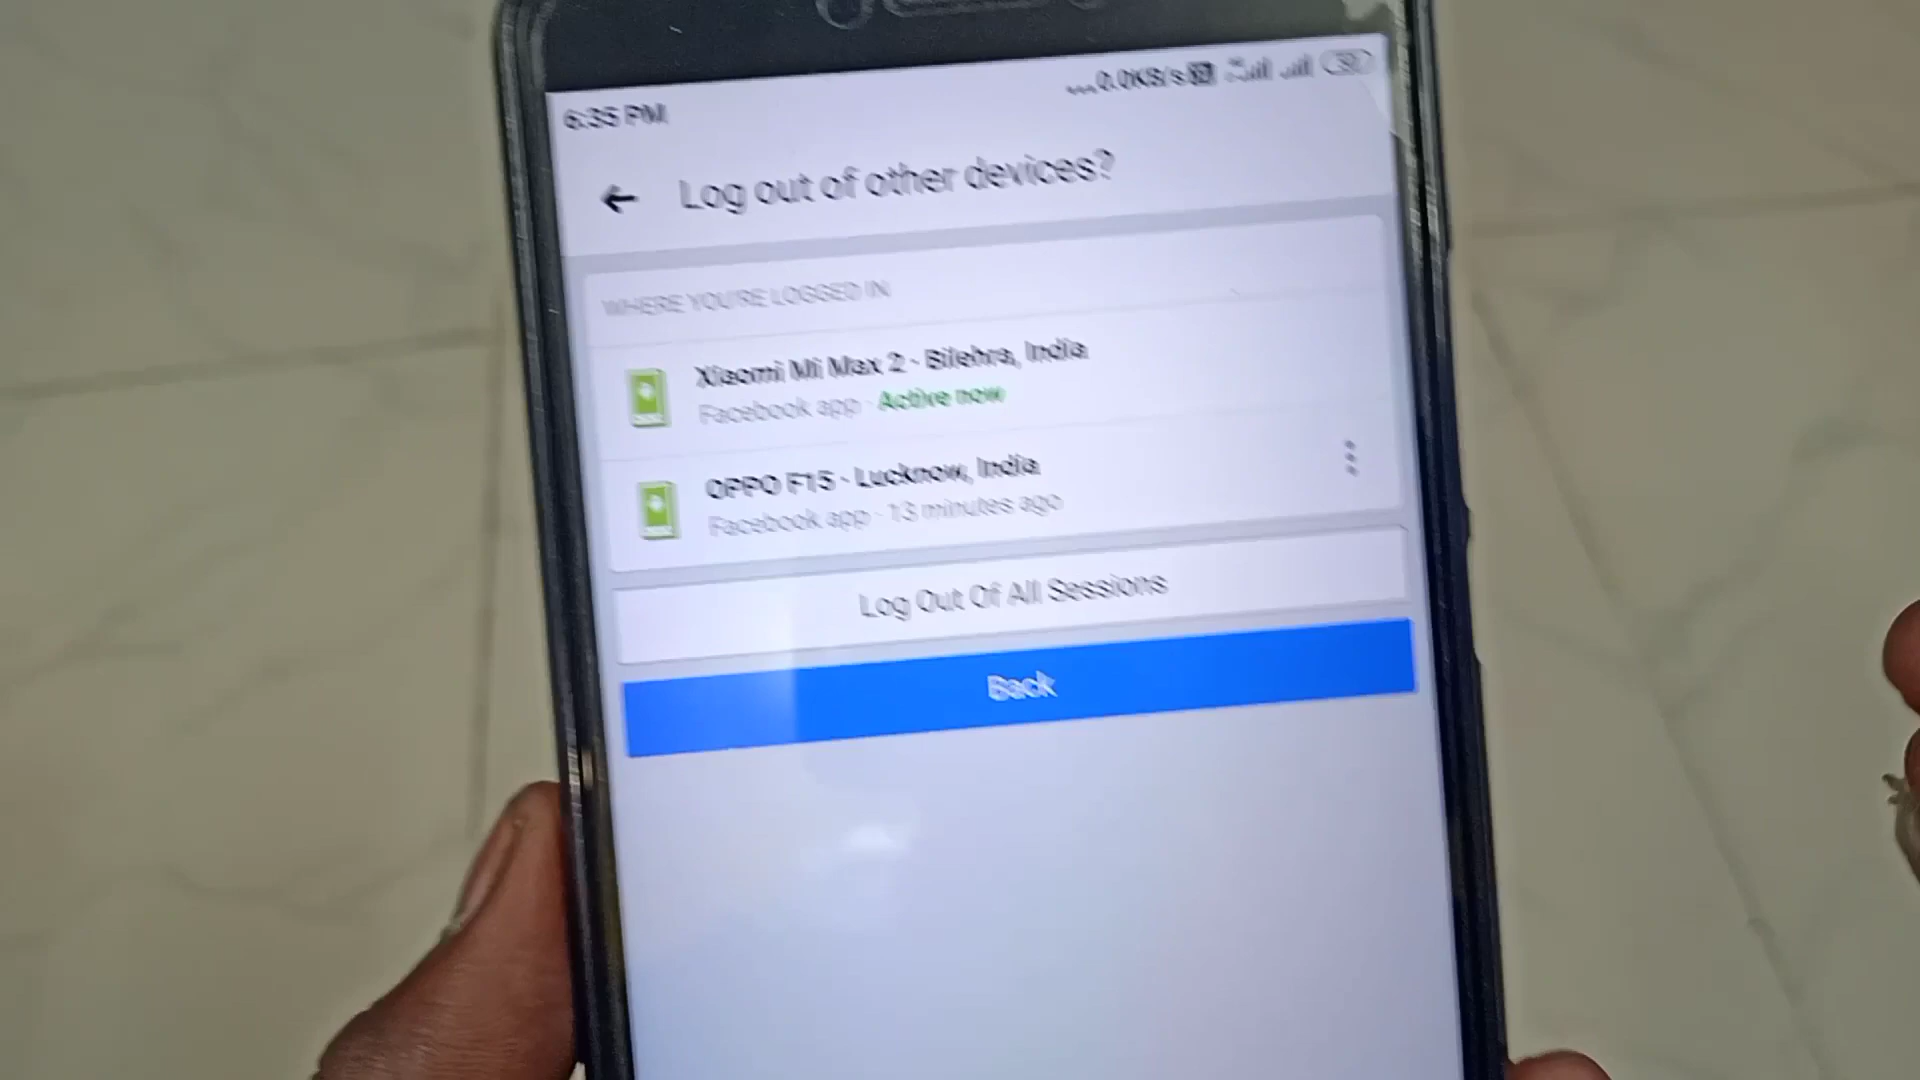 6:35 PM
...0.0KB/s
Log out of other devices?
WHERE YOU'RE LOGGED IN
Xiaomi Mi Max 2 · Bilehra, India
Facebook app · Active now
OPPO F15 · Lucknow, India
Facebook app · 13 minutes ago
Log Out Of All Sessions
Back